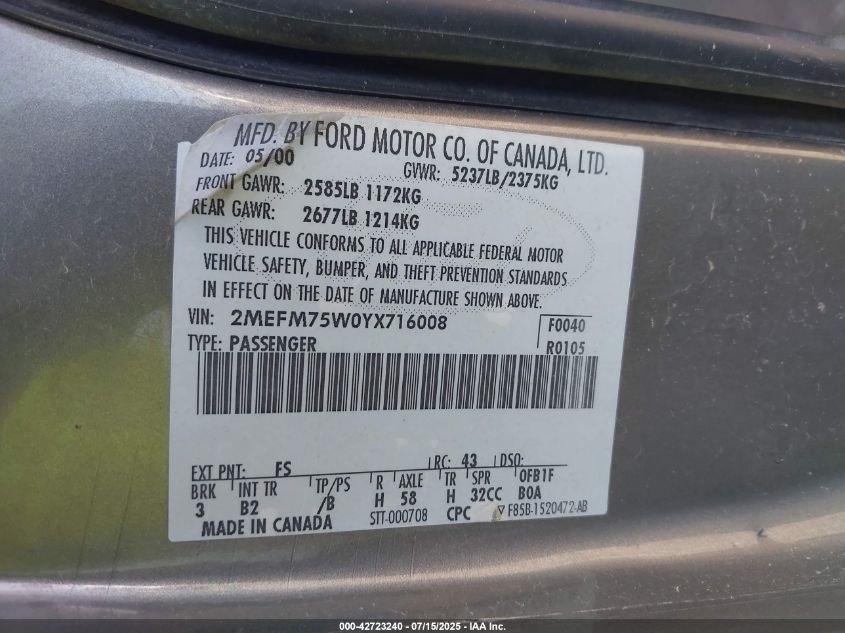 MFD. BY FORD MOTOR CO. OF CANADA, LTD.
DATE: 05/00 GVWR: 5237LB/2375KG
FRONT GAWR: 2585LB 1172KG
REAR GAWR: 2677LB 1214KG
THIS VEHICLE CONFORMS TO ALL APPLICABLE FEDERAL MOTOR
VEHICLE SAFETY, BUMPER, AND THEFT PREVENTION STANDARDS
IN EFFECT ON THE DATE OF MANUFACTURE SHOWN ABOVE.
VIN: 2MEFM75W0YX716008 F0040
TYPE: PASSENGER R0105
EXT PNT: FS RC: 43 DSO:
BRK INT TR TP/PS R AXLE TR SPR 0FB1F
3 B2 /B H 58 H 32CC B0A
MADE IN CANADA STT-000708 CPC ▽ F85B-1520472-AB
000-42723240 - 07/15/2025 - IAA Inc.